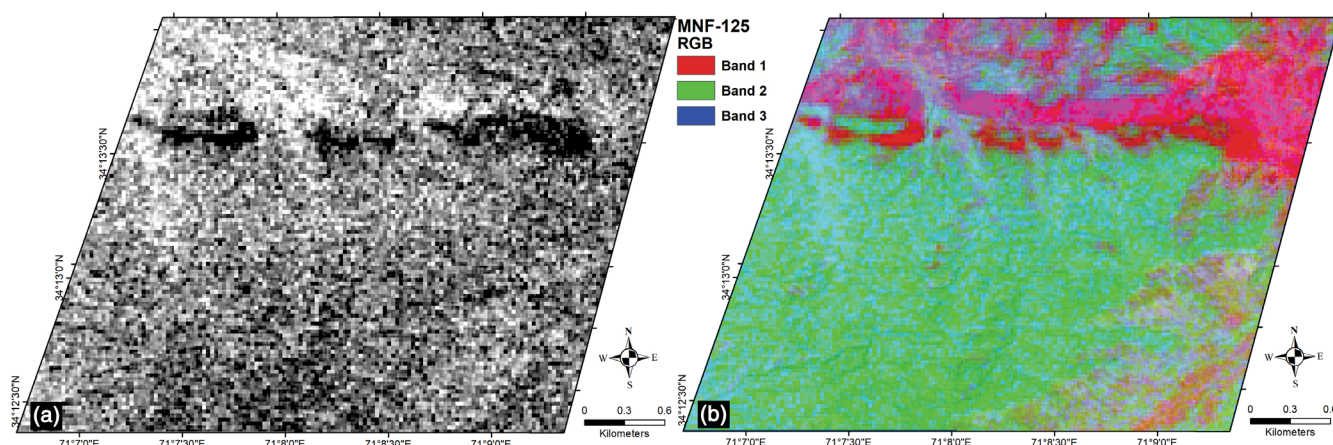 MNF-125
RGB
Band 1
Band 2
Band 3
34°13'30"N
34°13'30"N
34°13'0"N
34°13'0"N
34°12'30"N
34°12'30"N
N
W E
S
N
W E
S
(a)
(b)
0 0.3 0.6
Kilometers
0 0.3 0.6
Kilometers
71°7'0"E 71°7'30"E 71°8'0"E 71°8'30"E 71°9'0"E
71°7'0"E 71°7'30"E 71°8'0"E 71°8'30"E 71°9'0"E